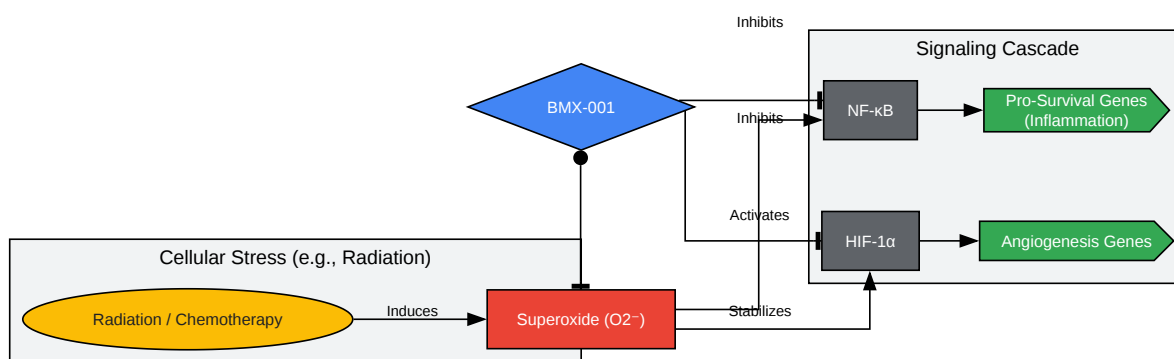 Inhibits
Signaling Cascade
BMX-001
Inhibits
NF-κB
Pro-Survival Genes
(Inflammation)
Activates
HIF-1α
Angiogenesis Genes
Cellular Stress (e.g., Radiation)
Radiation / Chemotherapy
Induces
Superoxide (O2⁻)
Stabilizes